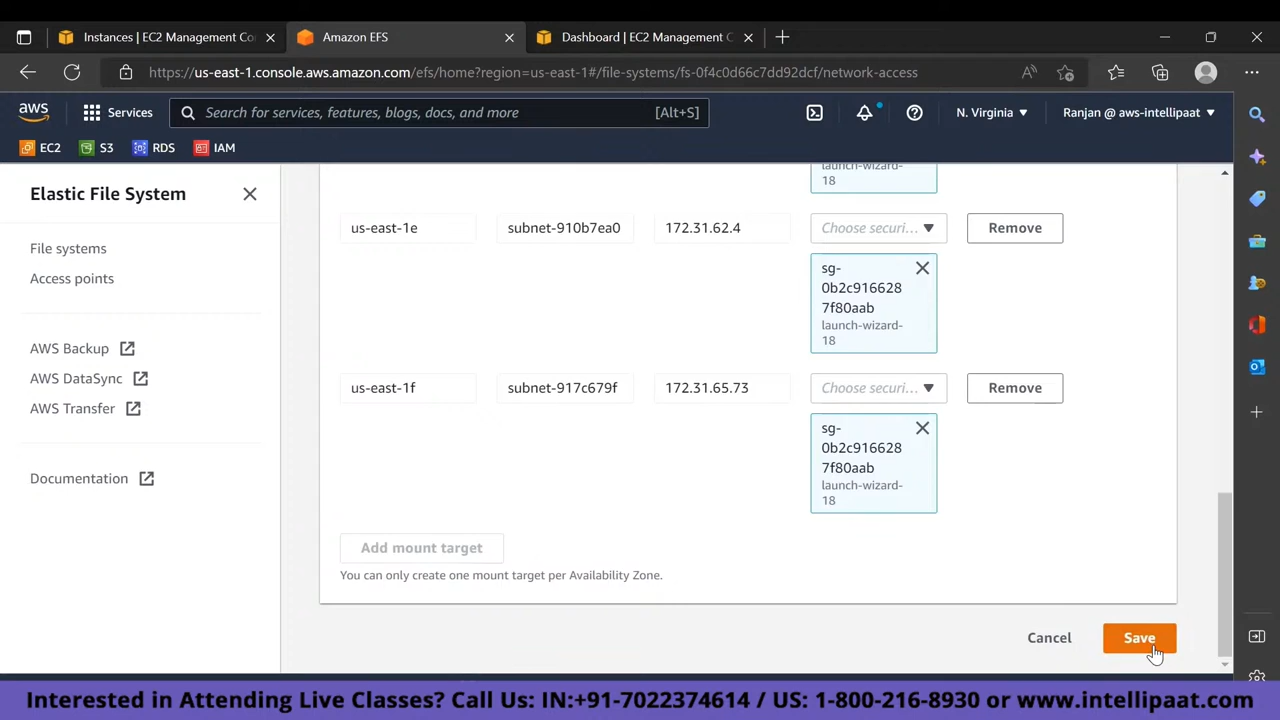 Instances | EC2 Management Co
Amazon EFS
Dashboard | EC2 Management C
https://us-east-1.console.aws.amazon.com/efs/home?region=us-east-1#/file-systems/fs-0f4c0d66c7dd92dcf/network-access
aws
Services
Search for services, features, blogs, docs, and more
[Alt+S]
N. Virginia
Ranjan @ aws-intellipaat
EC2
S3
RDS
IAM
Elastic File System
File systems
Access points
AWS Backup
AWS DataSync
AWS Transfer
Documentation
launch-wizard-
18
us-east-1e
subnet-910b7ea0
172.31.62.4
Choose securi...
Remove
sg-
0b2c916628
7f80aab
launch-wizard-
18
us-east-1f
subnet-917c679f
172.31.65.73
Choose securi...
Remove
sg-
0b2c916628
7f80aab
launch-wizard-
18
Add mount target
You can only create one mount target per Availability Zone.
Cancel
Save
Interested in Attending Live Classes? Call Us: IN:+91-7022374614 / US: 1-800-216-8930 or www.intellipaat.com